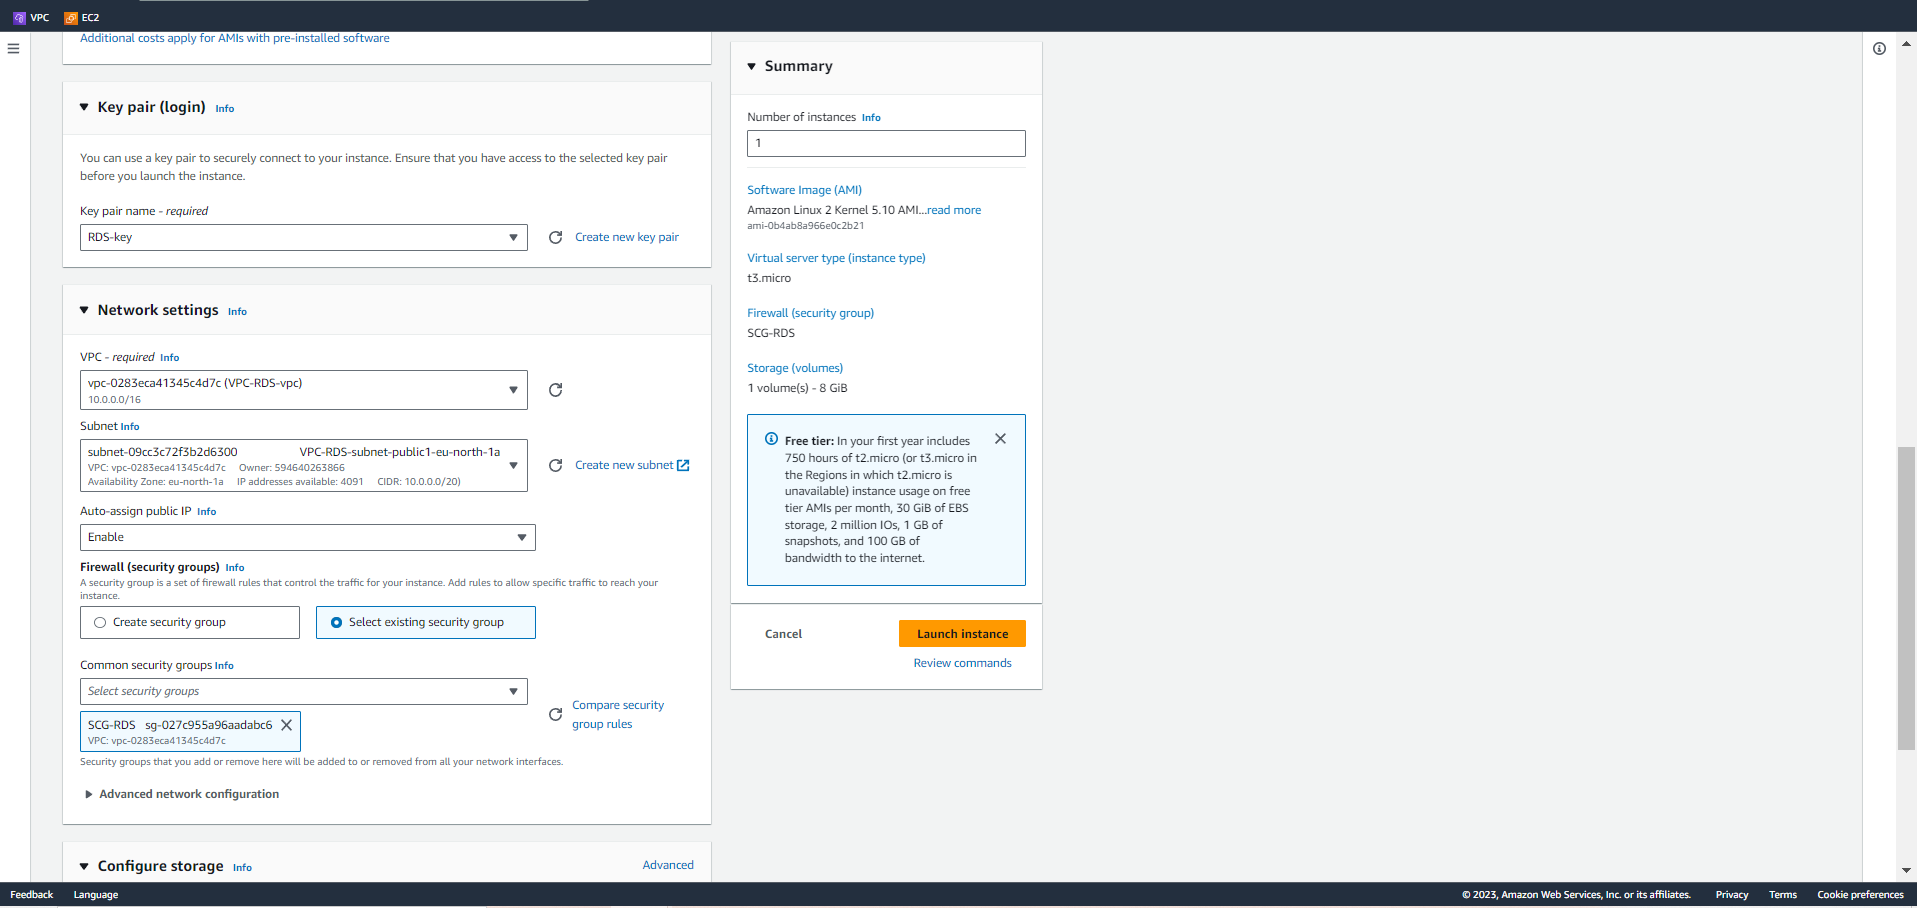 VPC EC2
Additional costs apply for AMIs with pre-installed software
Key pair (login) Info
You can use a key pair to securely connect to your instance. Ensure that you have access to the selected key pair
before you launch the instance.
Key pair name - required
RDS-key
Create new key pair
Network settings Info
VPC - required Info
vpc-0283eca41345c4d7c (VPC-RDS-vpc)
10.0.0.0/16
Subnet Info
subnet-09cc3c72f3b2d6300 VPC-RDS-subnet-public1-eu-north-1a
VPC: vpc-0283eca41345c4d7c Owner: 594640263866
Availability Zone: eu-north-1a IP addresses available: 4091 CIDR: 10.0.0.0/20)
Create new subnet
Auto-assign public IP Info
Enable
Firewall (security groups) Info
A security group is a set of firewall rules that control the traffic for your instance. Add rules to allow specific traffic to reach your
instance.
Create security group
Select existing security group
Common security groups Info
Select security groups
SCG-RDS sg-027c955a96aadabc6
VPC: vpc-0283eca41345c4d7c
Compare security
group rules
Security groups that you add or remove here will be added to or removed from all your network interfaces.
Advanced network configuration
Configure storage Info
Advanced
Summary
Number of instances Info
1
Software Image (AMI)
Amazon Linux 2 Kernel 5.10 AMI...read more
ami-0b4ab8a966e0c2b21
Virtual server type (instance type)
t3.micro
Firewall (security group)
SCG-RDS
Storage (volumes)
1 volume(s) - 8 GiB
Free tier: In your first year includes
750 hours of t2.micro (or t3.micro in
the Regions in which t2.micro is
unavailable) instance usage on free
tier AMIs per month, 30 GiB of EBS
storage, 2 million IOs, 1 GB of
snapshots, and 100 GB of
bandwidth to the internet.
Cancel
Launch instance
Review commands
Feedback Language
© 2023, Amazon Web Services, Inc. or its affiliates. Privacy Terms Cookie preferences